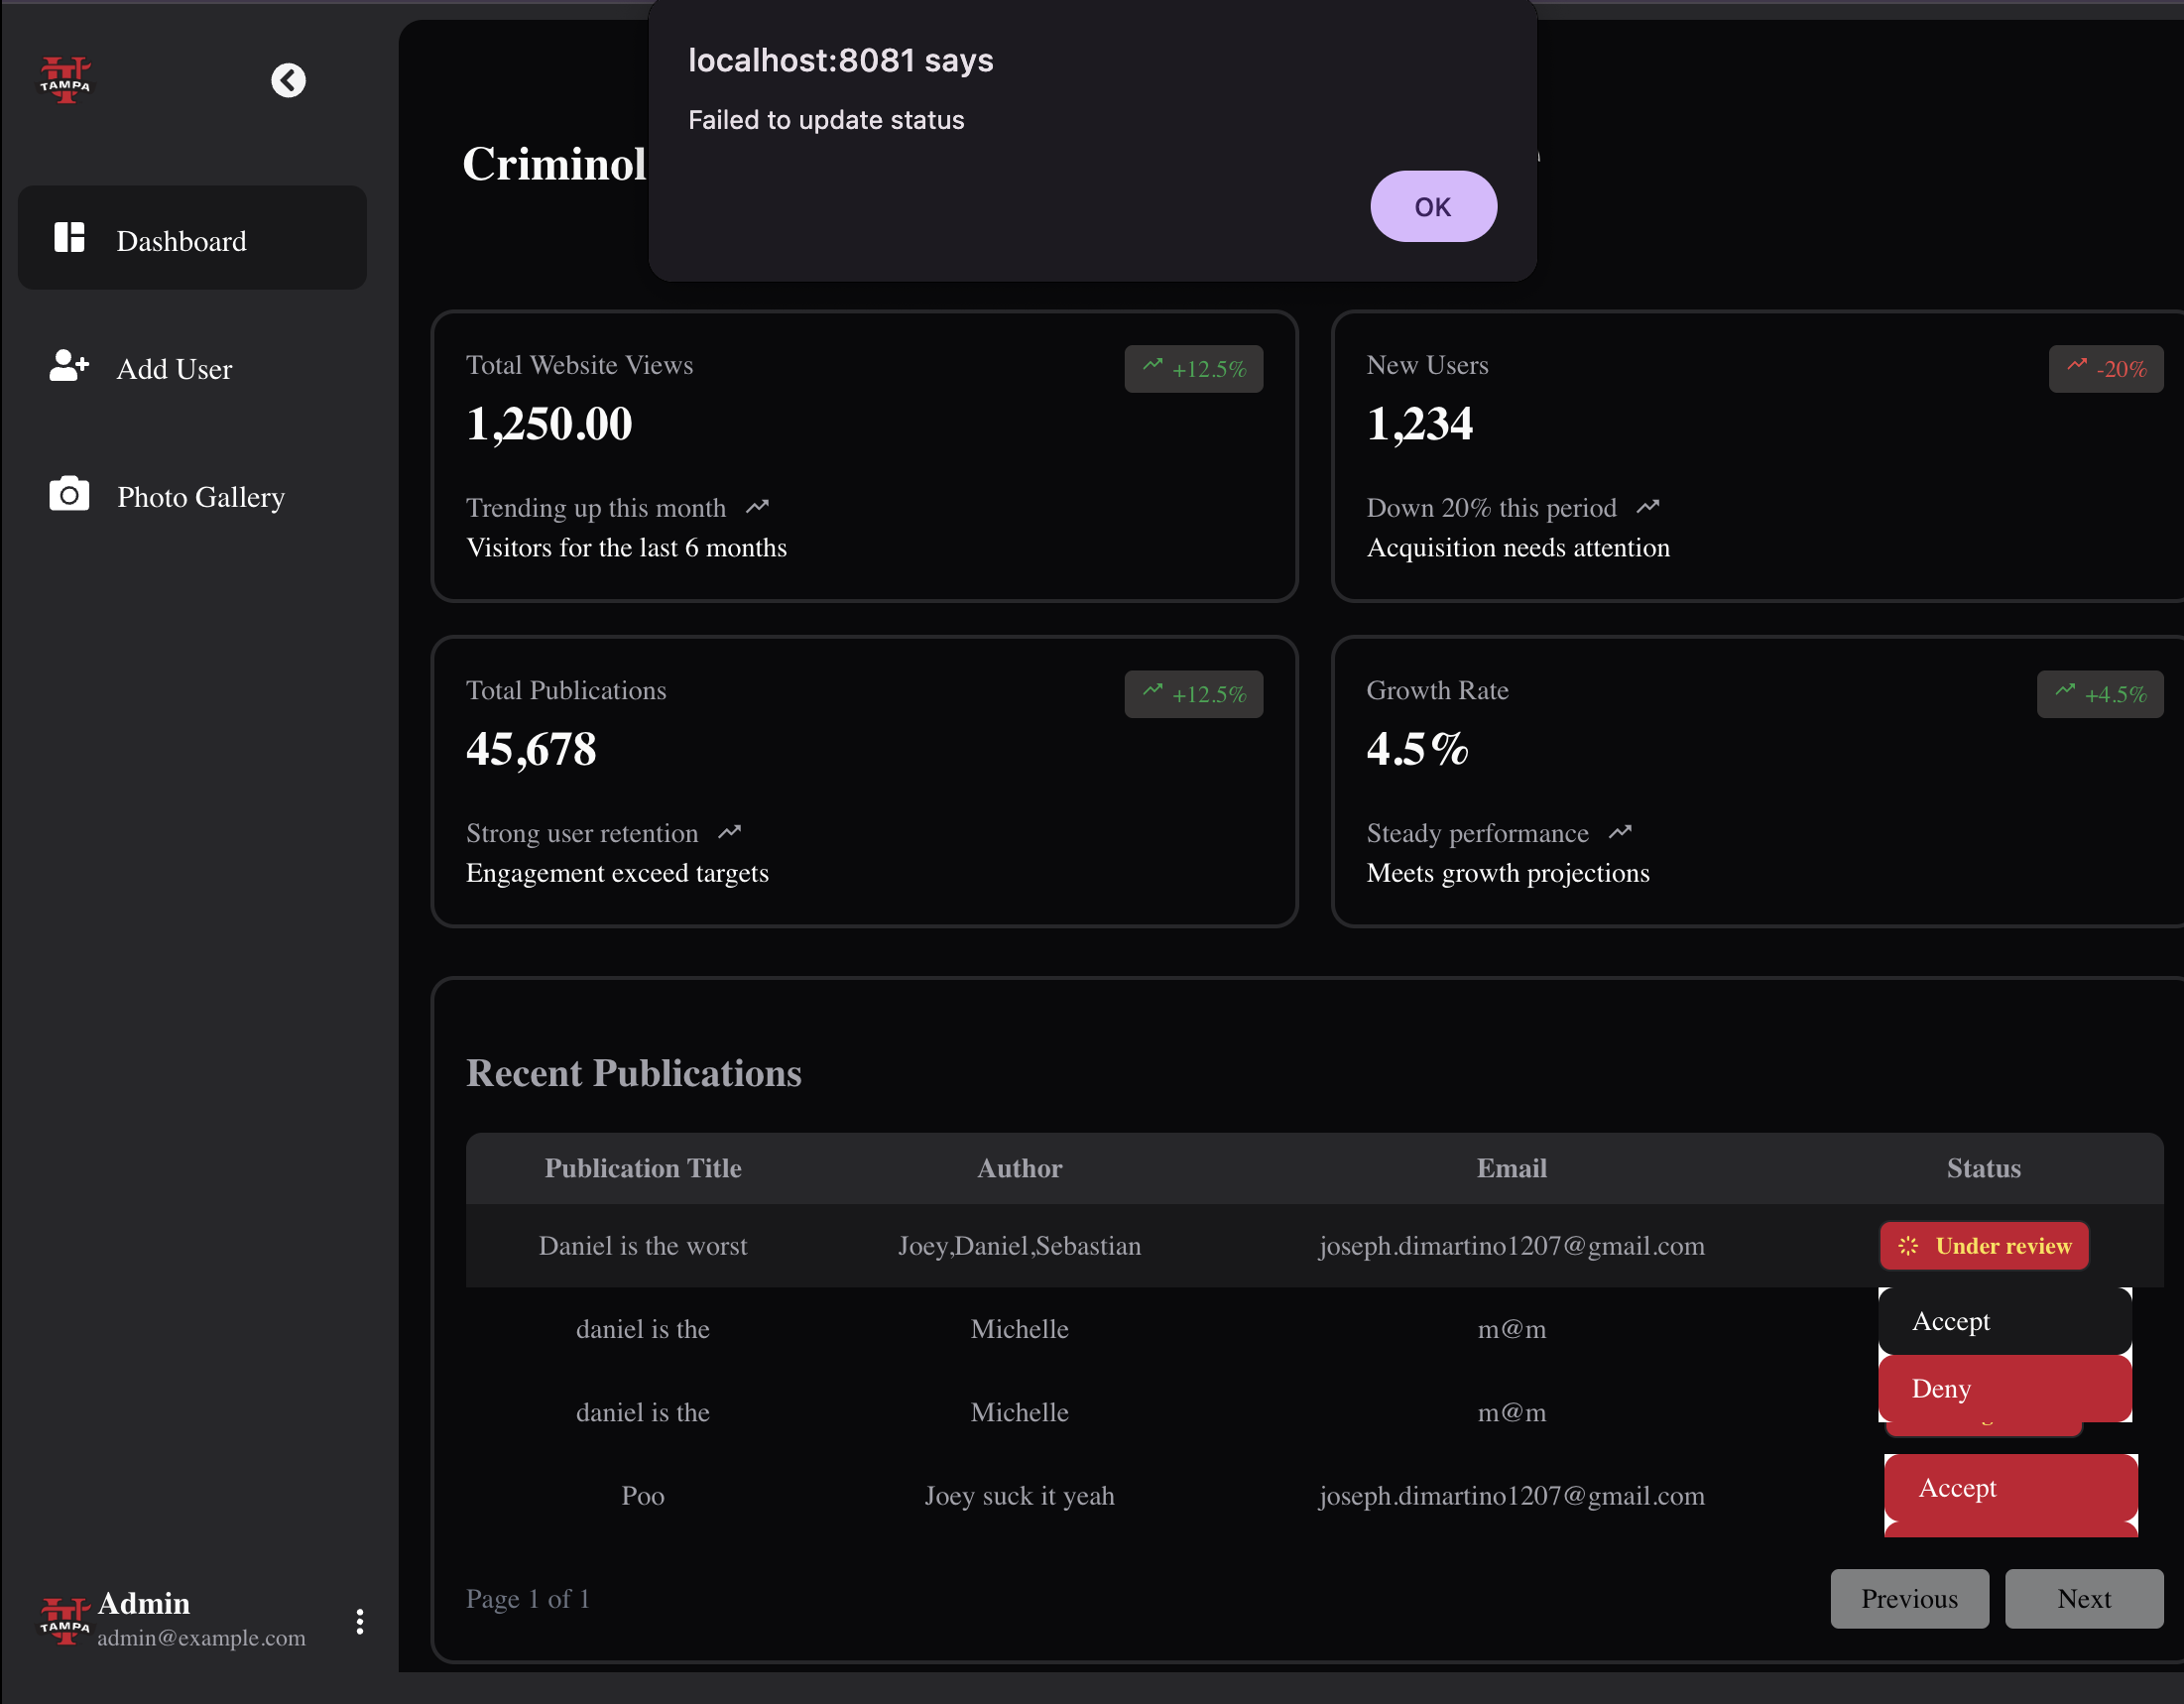 localhost:8081 says
Failed to update status
OK
TAMPA
Criminol
Dashboard
Add User
Photo Gallery
Total Website Views
+12.5%
1,250.00
Trending up this month
Visitors for the last 6 months
New Users
-20%
1,234
Down 20% this period
Acquisition needs attention
Total Publications
+12.5%
45,678
Strong user retention
Engagement exceed targets
Growth Rate
+4.5%
4.5%
Steady performance
Meets growth projections
Recent Publications
Publication Title Author Email Status
Daniel is the worst Joey,Daniel,Sebastian joseph.dimartino1207@gmail.com Under review
daniel is the Michelle m@m Accept
Deny
daniel is the Michelle m@m
Poo Joey suck it yeah joseph.dimartino1207@gmail.com Accept
Page 1 of 1
Previous Next
TAMPA
Admin
admin@example.com